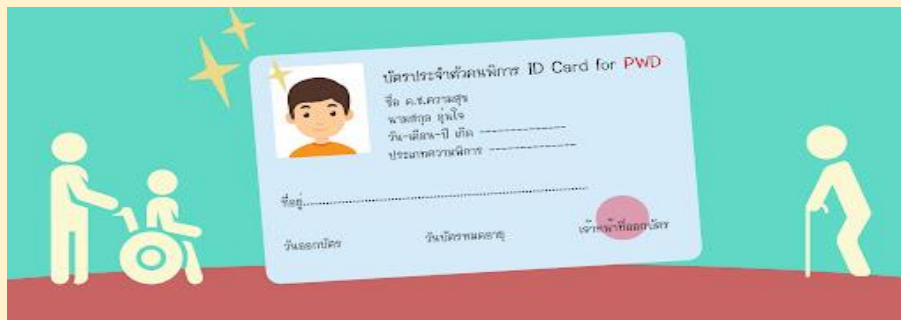 บัตรประจำตัวคนพิการ iD Card for PWD
ชื่อ ด.ช.ความสุข
นามสกุล อุ่นใจ
วัน-เดือน-ปี เกิด ---------------
ประเภทความพิการ ---------------
ที่อยู่..............................................................
วันออกบัตร
วันบัตรหมดอายุ
เจ้าหน้าที่ออกบัตร